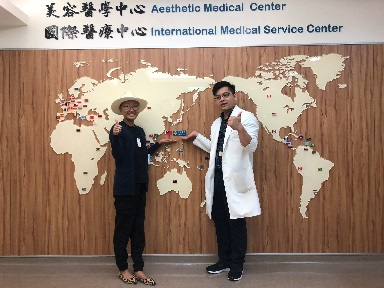 美容醫學中心 Aesthetic Medical Center
國際醫療中心 International Medical Service Center